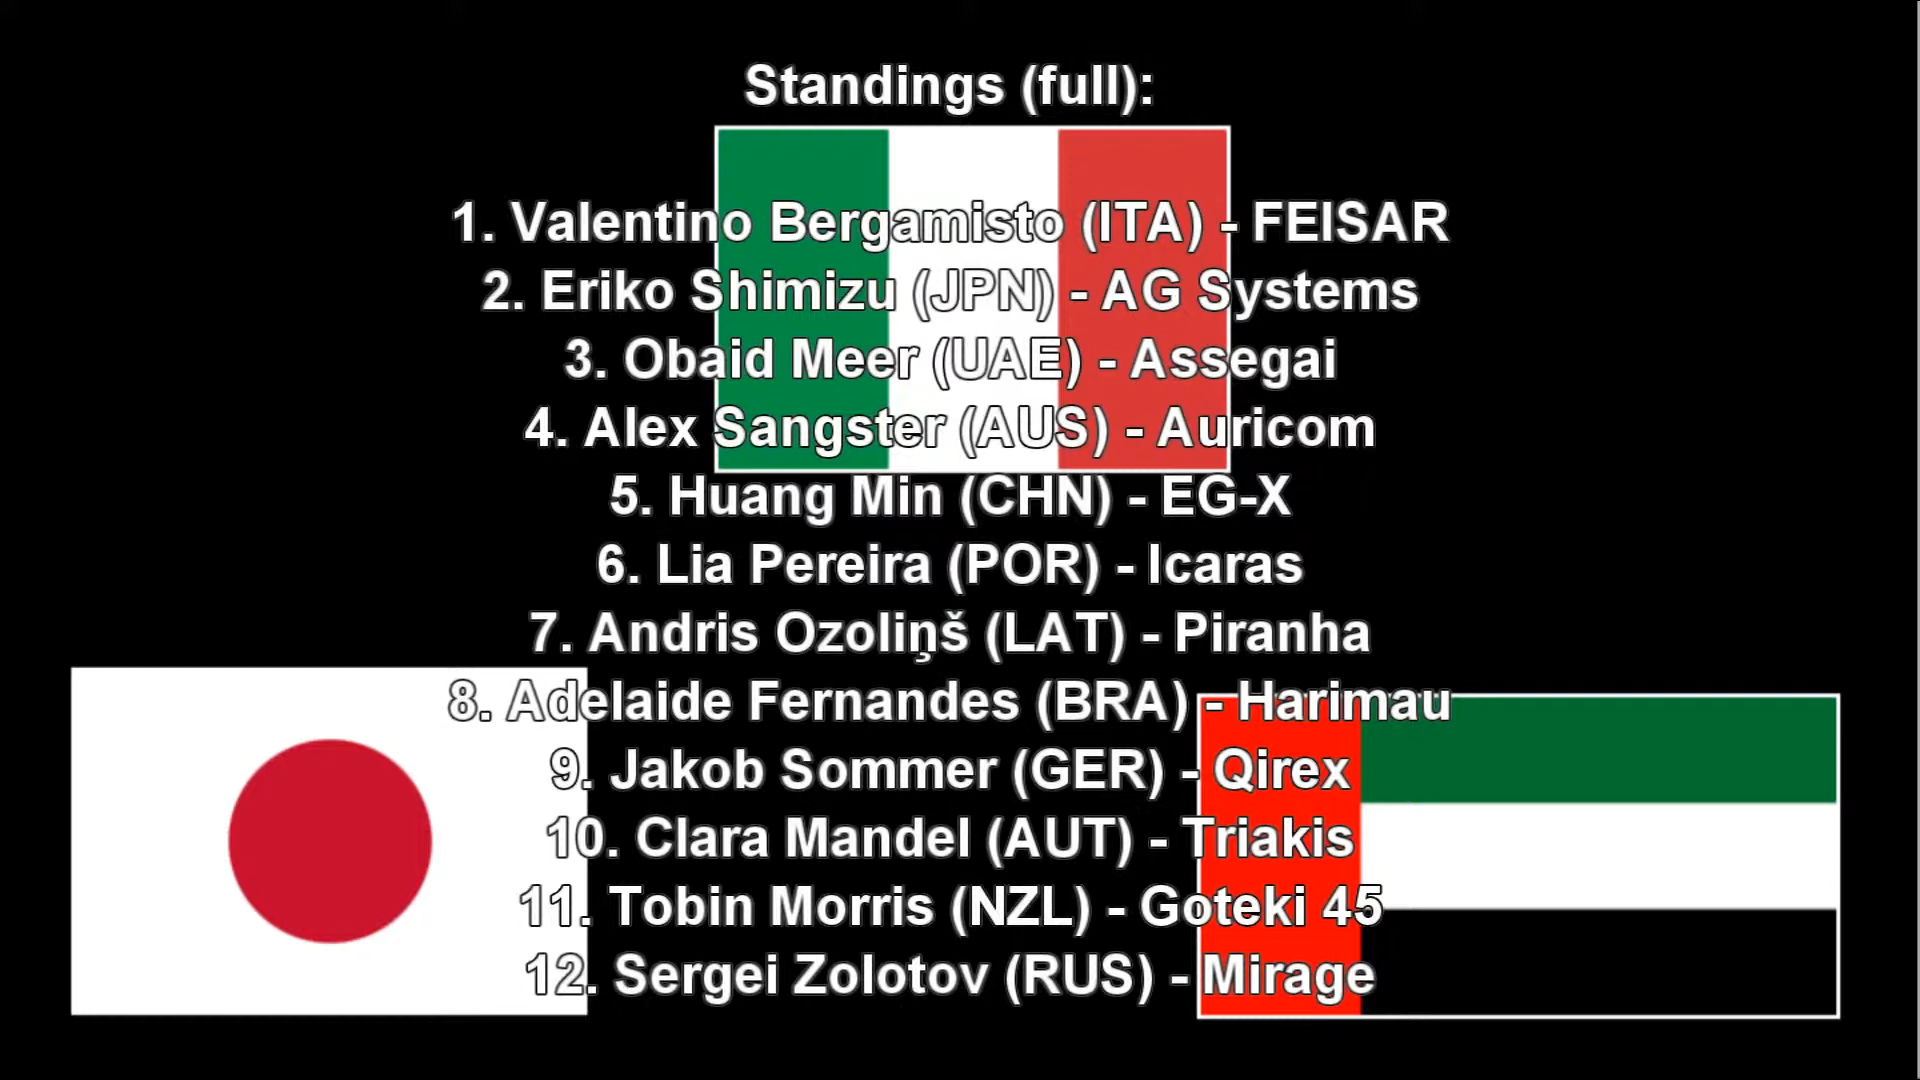 Standings (full):
1. Valentino Bergamisto (ITA) - FEISAR
2. Eriko Shimizu (JPN) - AG Systems
3. Obaid Meer (UAE) - Assegai
4. Alex Sangster (AUS) - Auricom
5. Huang Min (CHN) - EG-X
6. Lia Pereira (POR) - Icaras
7. Andris Ozoliņš (LAT) - Piranha
8. Adelaide Fernandes (BRA) - Harimau
9. Jakob Sommer (GER) - Qirex
10. Clara Mandel (AUT) - Triakis
11. Tobin Morris (NZL) - Goteki 45
12. Sergei Zolotov (RUS) - Mirage